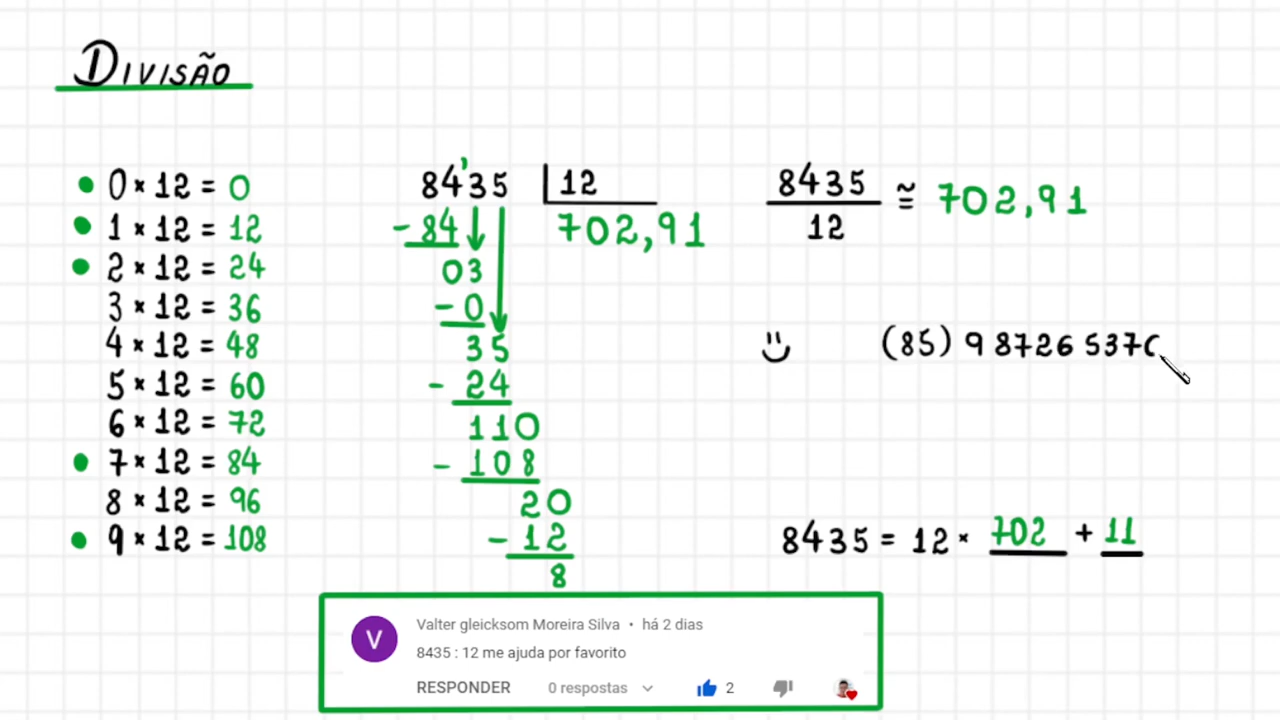 DIVISÃO
0 × 12 = 0
1 × 12 = 12
2 × 12 = 24
3 × 12 = 36
4 × 12 = 48
5 × 12 = 60
6 × 12 = 72
7 × 12 = 84
8 × 12 = 96
9 × 12 = 108
84'35 12
- 84 702,91
03
- 0
35
- 24
110
- 108
20
- 12
8
8435 ≅ 702,91
12
(85) 9 8726 537
8435 = 12 × 702 + 11
V
Valter gleicksom Moreira Silva • há 2 dias
8435 : 12 me ajuda por favorito
RESPONDER 0 respostas 2